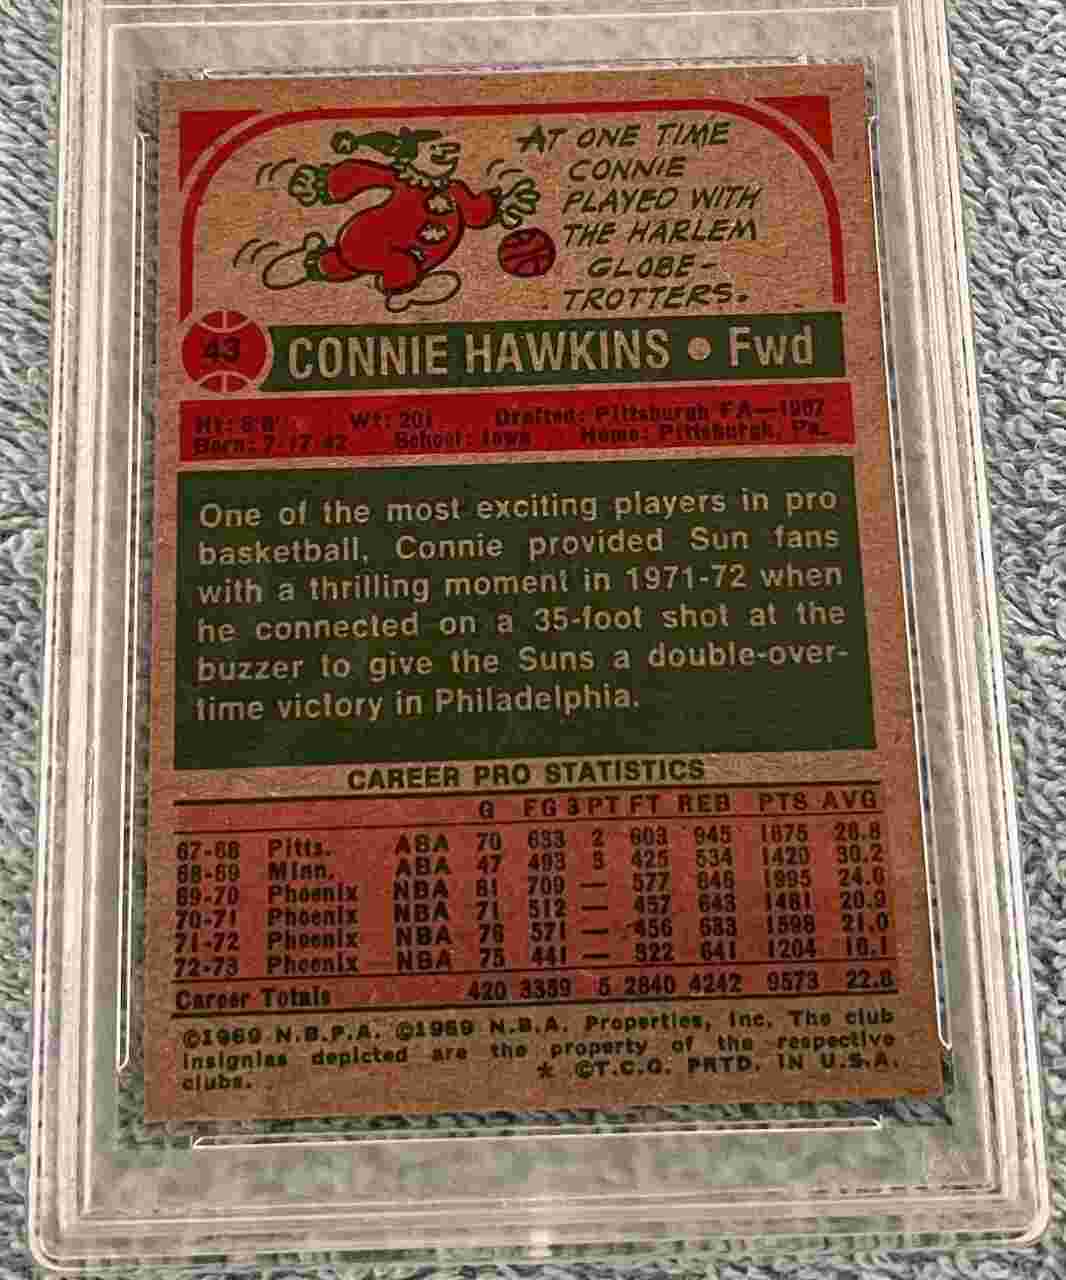 AT ONE TIME
CONNIE
PLAYED WITH
THE HARLEM
GLOBE-
TROTTERS.
43 CONNIE HAWKINS • Fwd
Ht: 6'8" Wt: 201 Drafted: Pittsburgh FA—1967
Born: 7-17-42 School: Iowa Home: Pittsburgh, Pa.
One of the most exciting players in pro
basketball, Connie provided Sun fans
with a thrilling moment in 1971-72 when
he connected on a 35-foot shot at the
buzzer to give the Suns a double-over-
time victory in Philadelphia.
CAREER PRO STATISTICS
G FG 3 PT FT REB PTS AVG
67-68 Pitts. ABA 70 633 2 603 945 1875 26.8
68-69 Minn. ABA 47 493 3 425 534 1420 30.2
69-70 Phoenix NBA 81 709 — 577 846 1995 24.6
70-71 Phoenix NBA 71 512 — 457 643 1481 20.9
71-72 Phoenix NBA 76 571 — 456 633 1598 21.0
72-73 Phoenix NBA 75 441 — 322 641 1204 16.1
Career Totals 420 3359 5 2840 4242 9573 22.8
©1969 N.B.P.A. ©1969 N.B.A. Properties, Inc. The club
insignias depicted are the property of the respective
clubs. * ©T.C.G. PRTD. IN U.S.A.